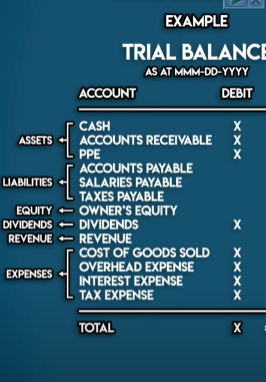 EXAMPLE
TRIAL BALANCE
AS AT MMM-DD-YYYY
ACCOUNT DEBIT
CASH X
ASSETS ACCOUNTS RECEIVABLE X
PPE X
ACCOUNTS PAYABLE
LIABILITIES SALARIES PAYABLE
TAXES PAYABLE
EQUITY OWNER'S EQUITY
DIVIDENDS DIVIDENDS X
REVENUE REVENUE
COST OF GOODS SOLD X
EXPENSES OVERHEAD EXPENSE X
INTEREST EXPENSE X
TAX EXPENSE X
TOTAL X